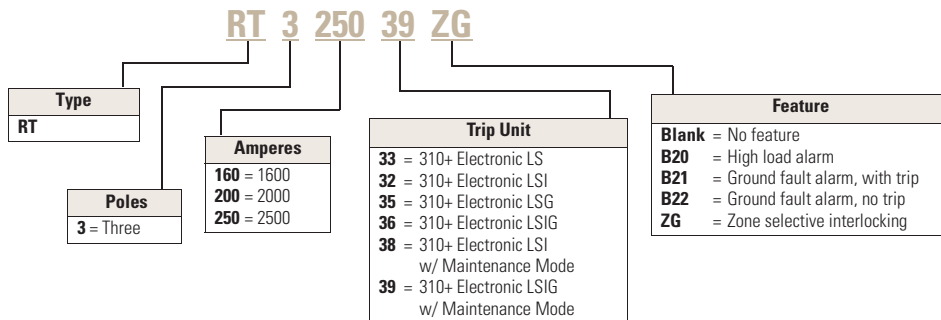 RT 3 250 39 ZG
Type
RT
Poles
3 = Three
Amperes
160 = 1600
200 = 2000
250 = 2500
Trip Unit
33 = 310+ Electronic LS
32 = 310+ Electronic LSI
35 = 310+ Electronic LSG
36 = 310+ Electronic LSIG
38 = 310+ Electronic LSI
w/ Maintenance Mode
39 = 310+ Electronic LSIG
w/ Maintenance Mode
Feature
Blank = No feature
B20 = High load alarm
B21 = Ground fault alarm, with trip
B22 = Ground fault alarm, no trip
ZG = Zone selective interlocking